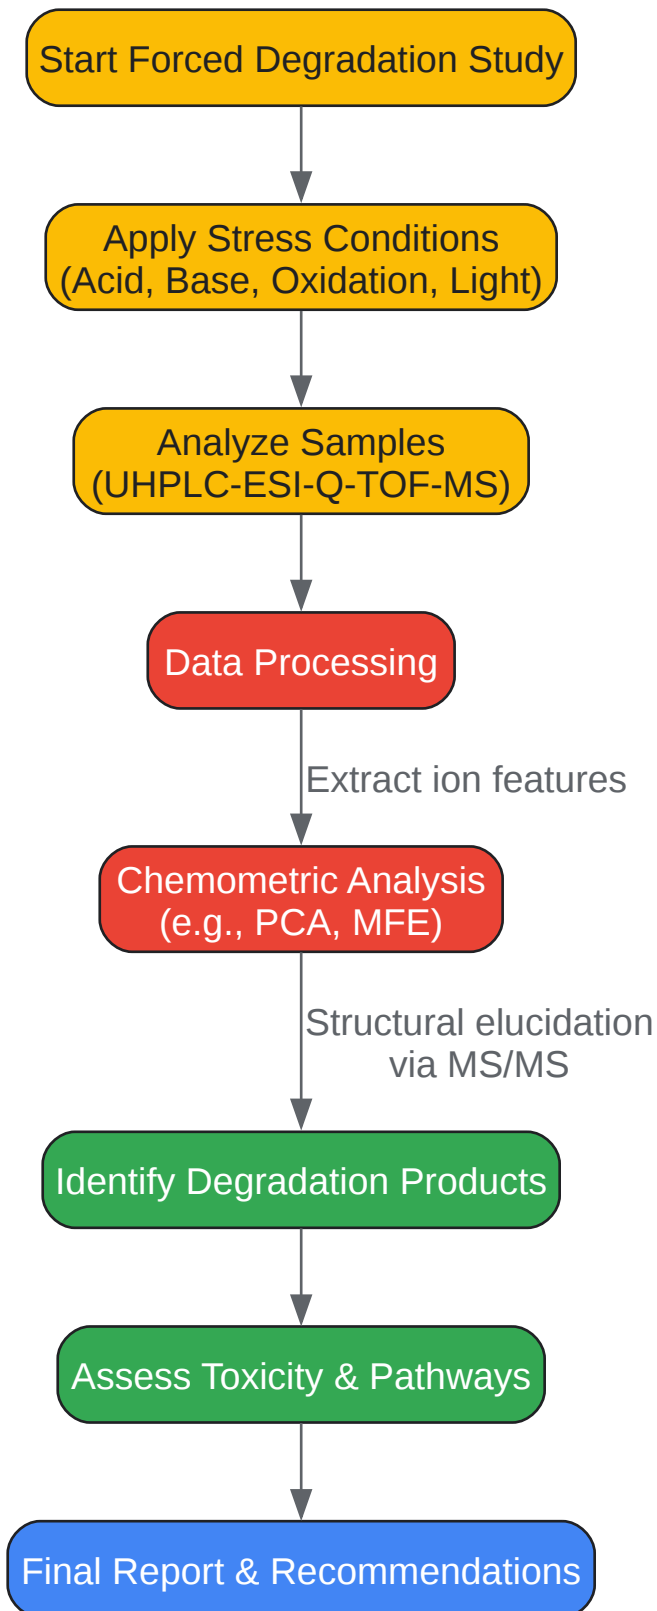 Start Forced Degradation Study
Apply Stress Conditions
(Acid, Base, Oxidation, Light)
Analyze Samples
(UHPLC-ESI-Q-TOF-MS)
Data Processing
Extract ion features
Chemometric Analysis
(e.g., PCA, MFE)
Structural elucidation
via MS/MS
Identify Degradation Products
Assess Toxicity & Pathways
Final Report & Recommendations